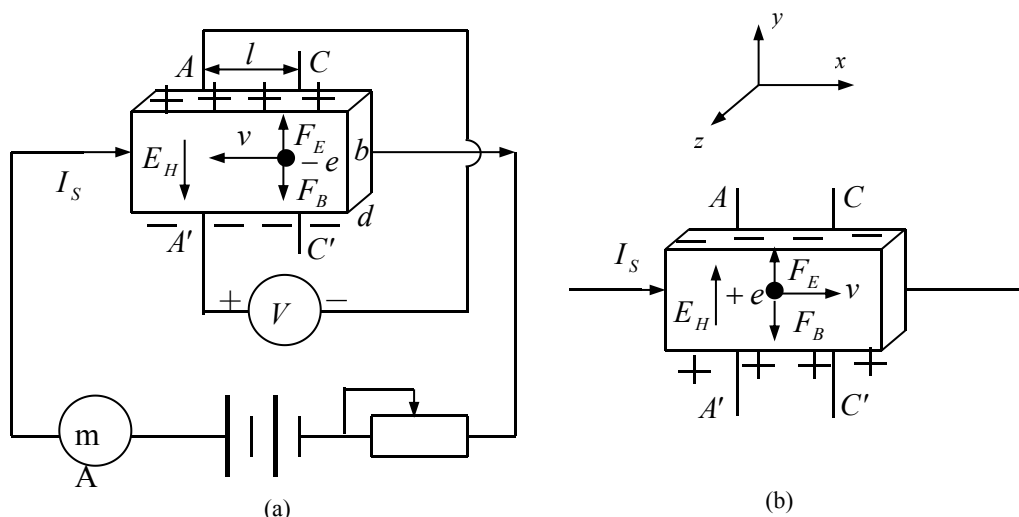 A l C
+ + + +
F_E
v
b
E_H
− e
I_S
F_B
d
− − − − −
A′
C′
+ V −
m
A
(a)
y
x
z
A C
− − − −
I_S
F_E
+ e
v
E_H
F_B
+ + + +
A′ C′
(b)